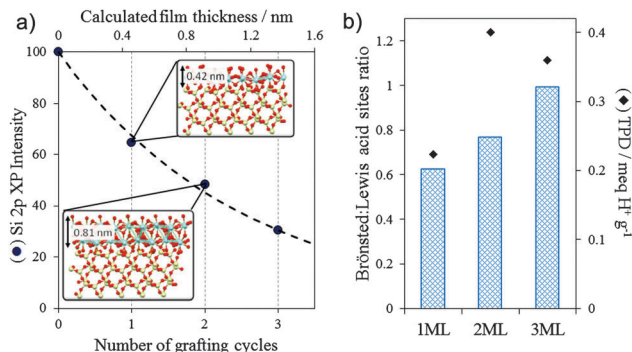 a)
Calculated film thickness / nm
0 0.4 0.8 1.2 1.6
100
80
60
40
20
0
(●) Si 2p XP Intensity
0.42 nm
0.81 nm
0 1 2 3
Number of grafting cycles
b)
1.2
1
0.8
0.6
0.4
0.2
0
Brönsted:Lewis acid sites ratio
0.4
0.3
0.2
0.1
0
(◆) TPD / meq H⁺ g⁻¹
1ML 2ML 3ML